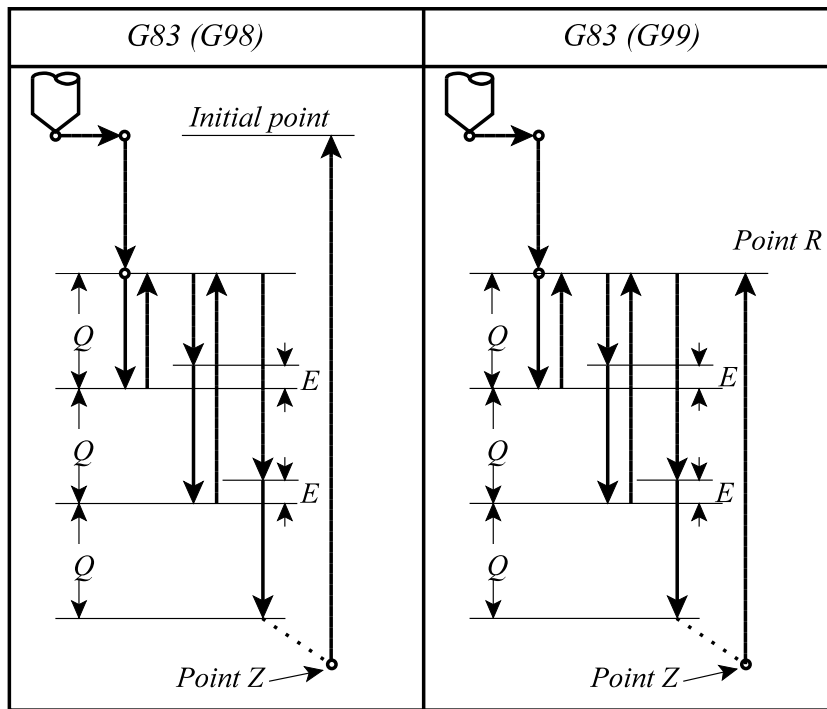 G83 (G98)
G83 (G99)
Initial point
Q
E
Q
E
Q
Point Z
Point R
Q
E
Q
E
Q
Point Z